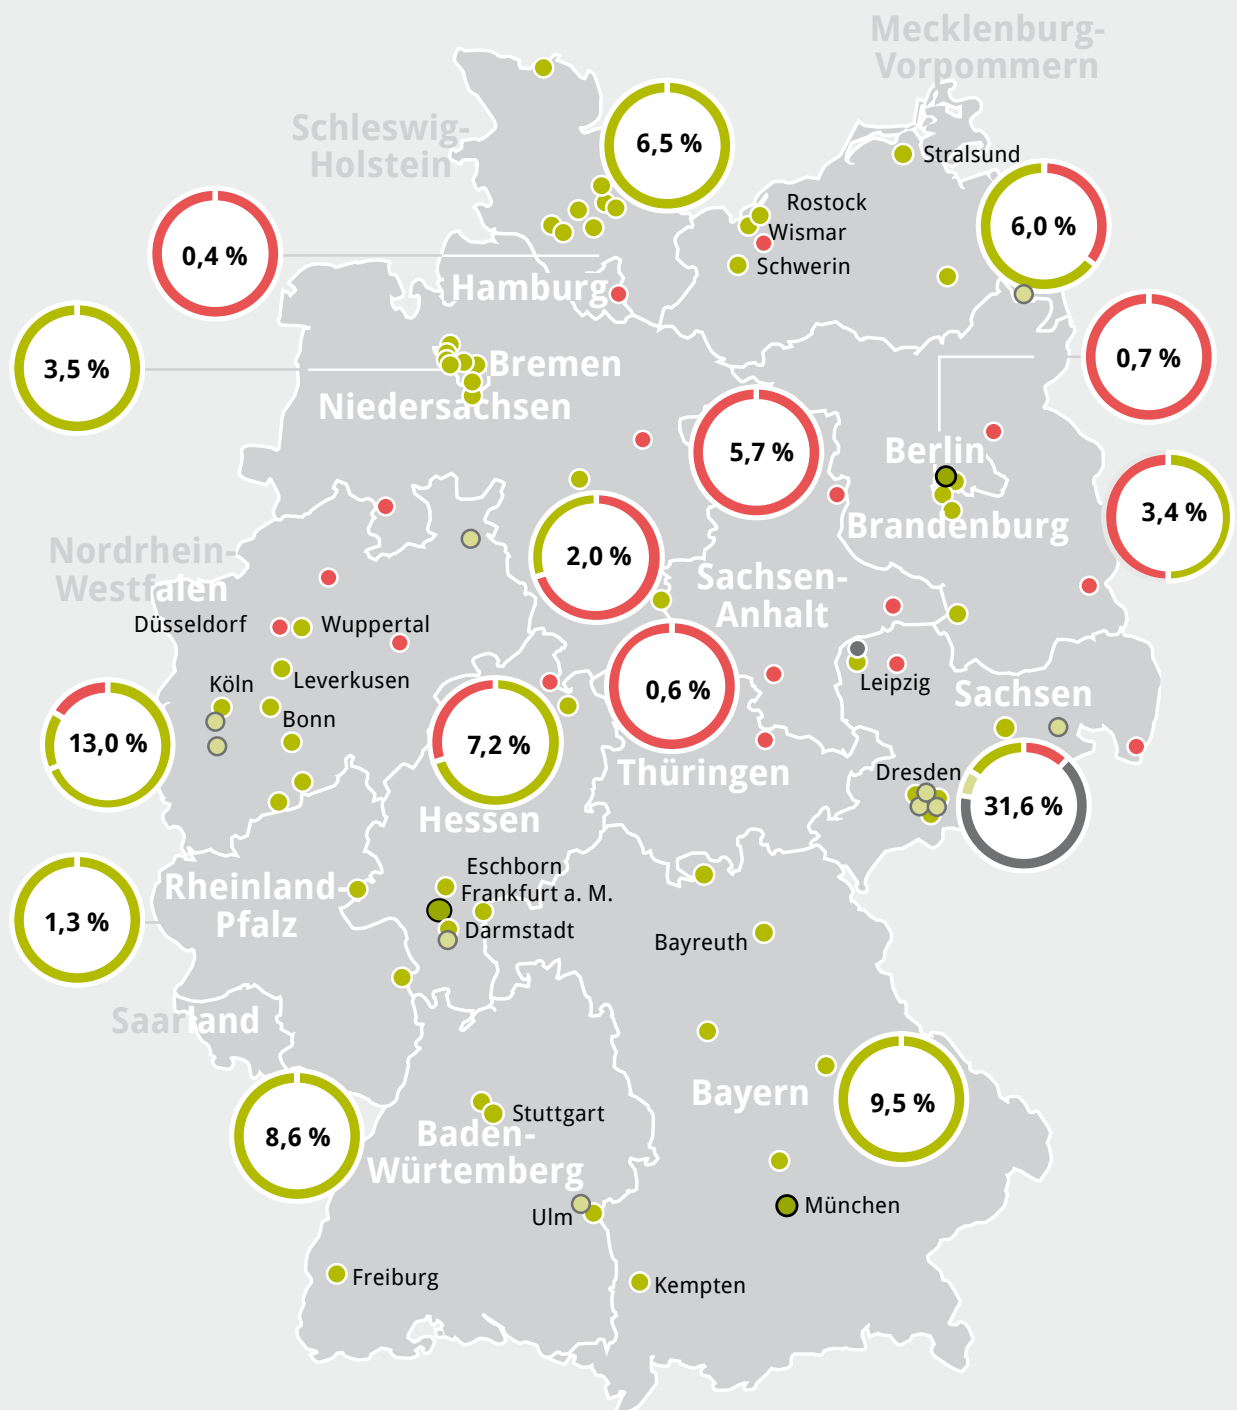 Mecklenburg-
Vorpommern
Schleswig-
Holstein
6,5 %
Stralsund
Rostock
6,0 %
Wismar
0,4 %
Schwerin
Hamburg
0,7 %
3,5 %
Bremen
Niedersachsen
5,7 %
Berlin
3,4 %
Brandenburg
Nordrhein-
Westfalen
2,0 %
Sachsen-
Anhalt
Düsseldorf
Wuppertal
Leverkusen
Köln
0,6 %
Leipzig
Sachsen
Bonn
13,0 %
7,2 %
Thüringen
Dresden
31,6 %
Hessen
Eschborn
Rheinland-
Pfalz
Frankfurt a. M.
1,3 %
Darmstadt
Bayreuth
Saarland
Bayern
9,5 %
8,6 %
Stuttgart
Baden-
Würtemberg
Ulm
München
Freiburg
Kempten